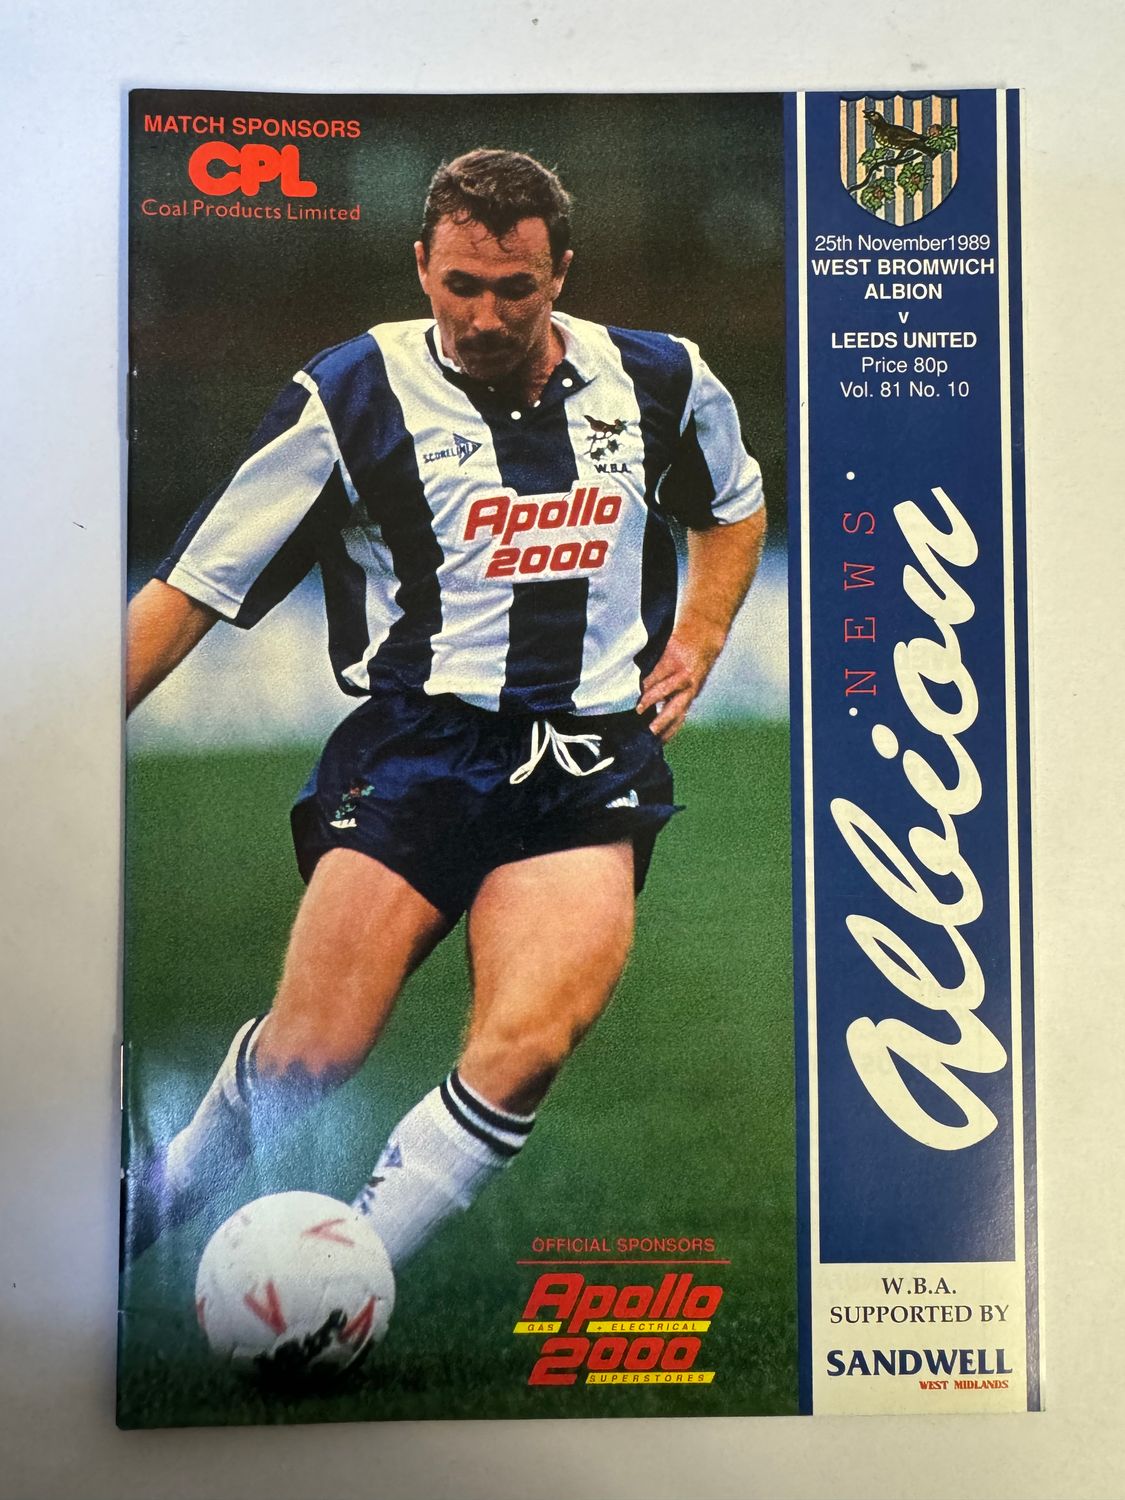 MATCH SPONSORS
CPL
Coal Products Limited
25th November1989
WEST BROMWICH
ALBION
v
LEEDS UNITED
Price 80p
Vol. 81 No. 10
• NEWS •
albion
SCORELINE
W.B.A.
Apollo
2000
W.B.A.
OFFICIAL SPONSORS
Apollo
GAS + ELECTRICAL
2000
SUPERSTORES
W.B.A.
SUPPORTED BY
SANDWELL
WEST MIDLANDS